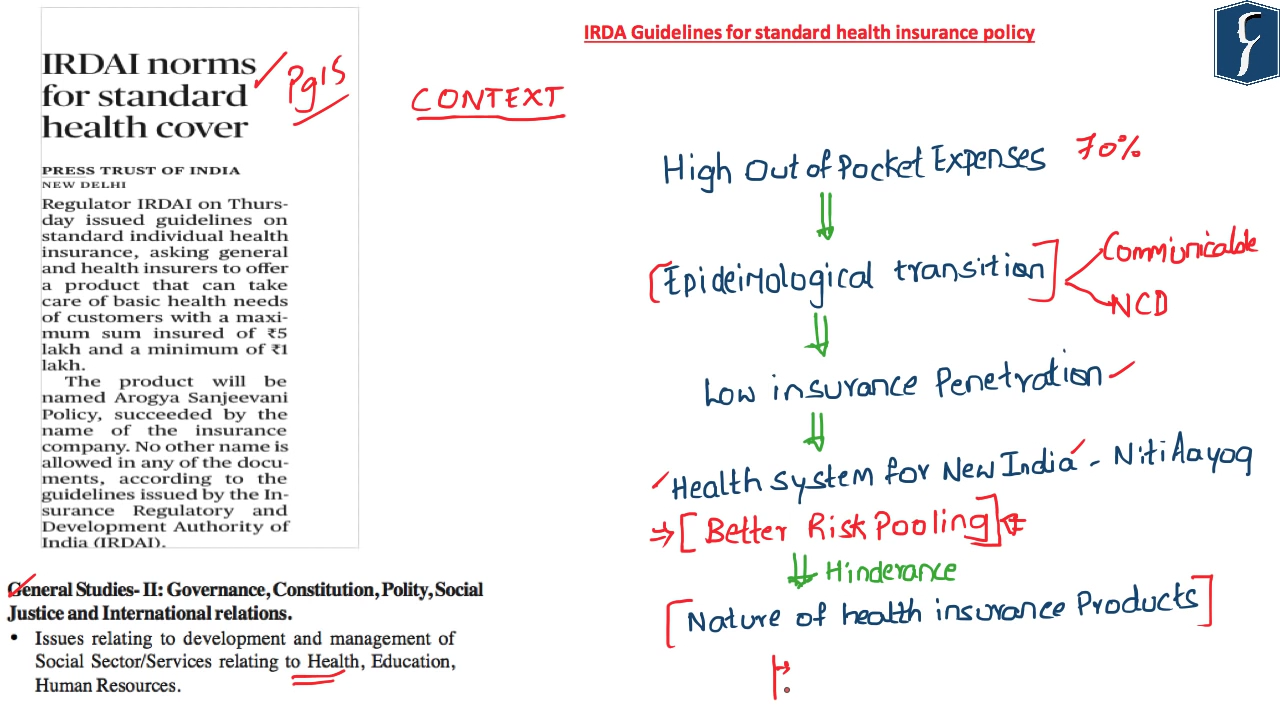 IRDAI norms
for standard
health cover
Pg15
PRESS TRUST OF INDIA
NEW DELHI
Regulator IRDAI on Thurs-
day issued guidelines on
standard individual health
insurance, asking general
and health insurers to offer
a product that can take
care of basic health needs
of customers with a maxi-
mum sum insured of ₹5
lakh and a minimum of ₹1
lakh.
The product will be
named Arogya Sanjeevani
Policy, succeeded by the
name of the insurance
company. No other name is
allowed in any of the docu-
ments, according to the
guidelines issued by the In-
surance Regulatory and
Development Authority of
India (IRDAI).
General Studies- II: Governance, Constitution, Polity, Social
Justice and International relations.
• Issues relating to development and management of
Social Sector/Services relating to Health, Education,
Human Resources.
IRDA Guidelines for standard health insurance policy
CONTEXT
High Out of Pocket Expenses 70%
[Epideimological transition]
Communicable
NCD
Low insurance Penetration
Health system for New India - Niti Aayog
⇒ [Better Risk Pooling]
Hinderance
[Nature of health insurance Products]